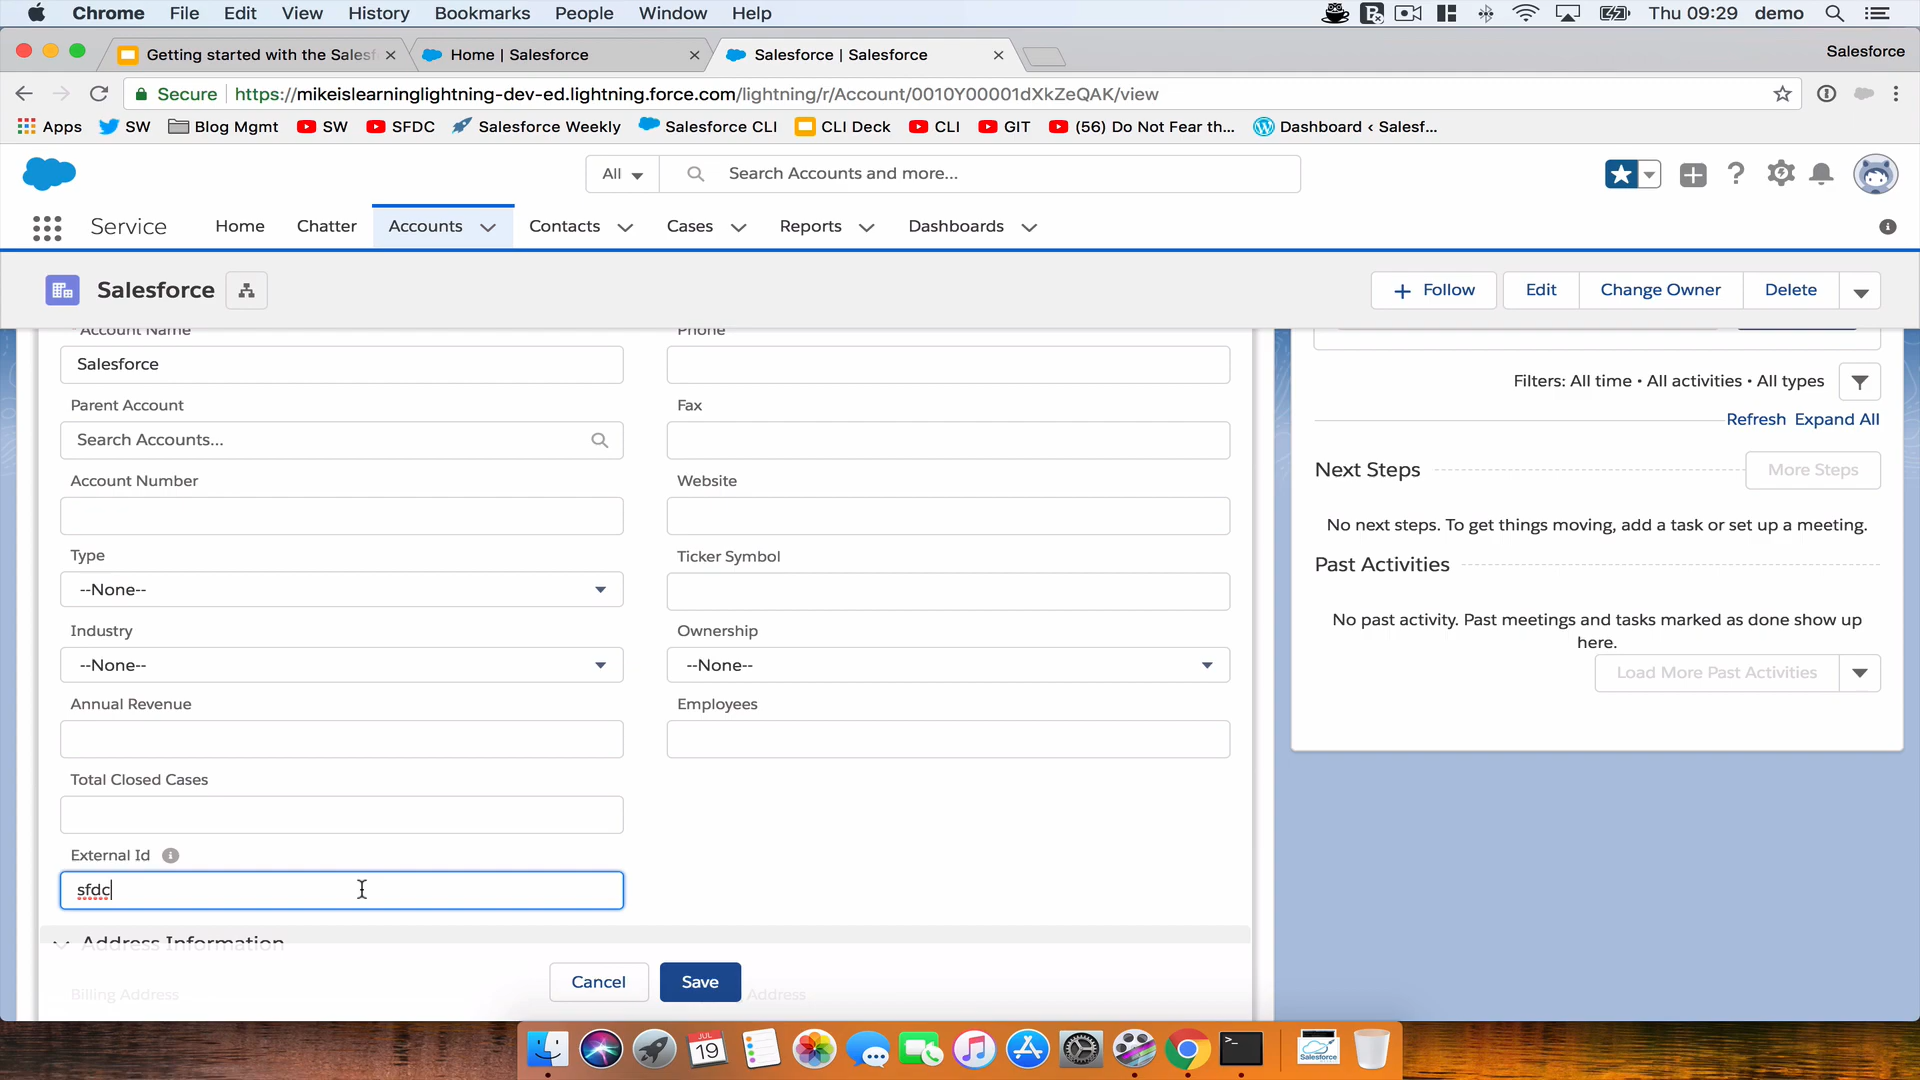 Chrome File Edit View History Bookmarks People Window Help Thu 09:29 demo
Getting started with the Salesf Home | Salesforce Salesforce | Salesforce Salesforce
Secure https://mikeislearninglightning-dev-ed.lightning.force.com/lightning/r/Account/0010Y00001dXkZeQAK/view
Apps SW Blog Mgmt SW SFDC Salesforce Weekly Salesforce CLI CLI Deck CLI GIT (56) Do Not Fear th... Dashboard ‹ Salesf...
All Search Accounts and more...
Service Home Chatter Accounts Contacts Cases Reports Dashboards
Salesforce Follow Edit Change Owner Delete
* Account Name Phone
Salesforce
Parent Account Fax
Search Accounts...
Account Number Website
Type Ticker Symbol
--None--
Industry Ownership
--None-- --None--
Annual Revenue Employees
Total Closed Cases
External Id
sfdc
Address Information
Billing Address Address
Cancel Save
Filters: All time • All activities • All types
Refresh Expand All
Next Steps More Steps
No next steps. To get things moving, add a task or set up a meeting.
Past Activities
No past activity. Past meetings and tasks marked as done show up
here.
Load More Past Activities
JUL
19
Salesforce